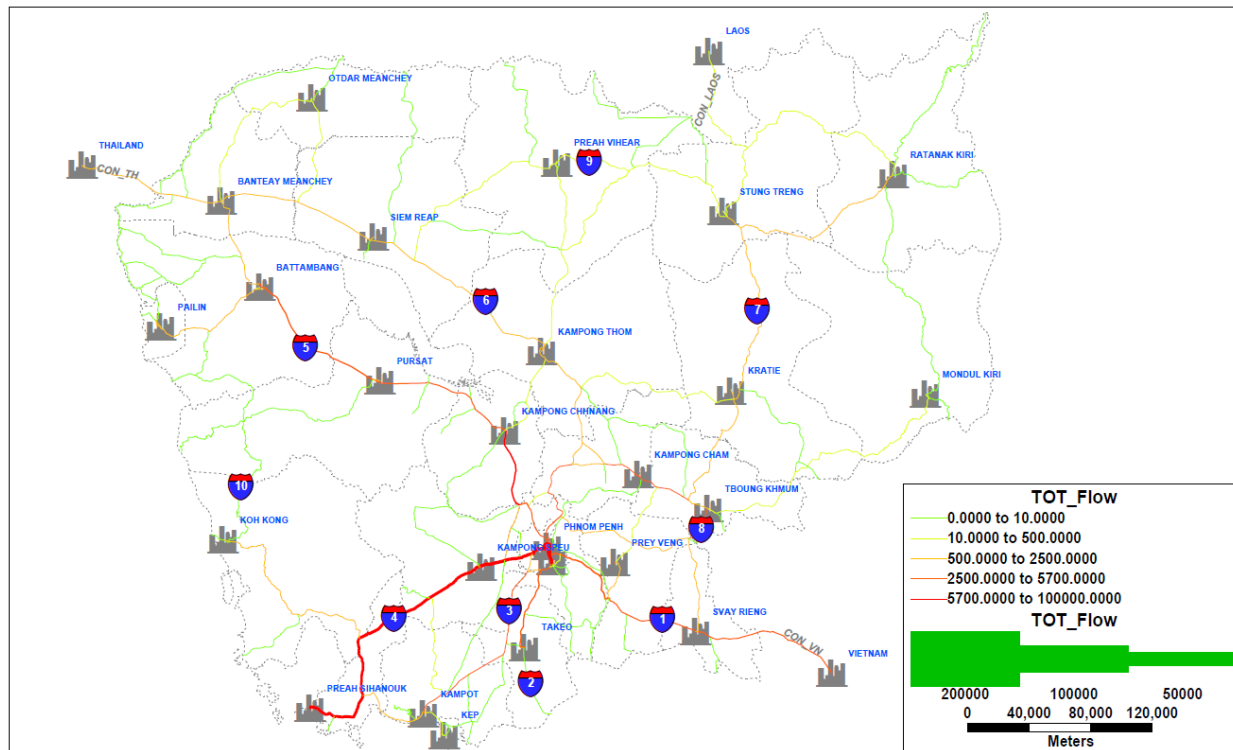 LAOS
CON_LAOS
OTDAR MEANCHEY
THAILAND
CON_TH
PREAH VIHEAR
9
RATANAK KIRI
BANTEAY MEANCHEY
STUNG TRENG
SIEM REAP
BATTAMBANG
6
7
PAILIN
5
KAMPONG THOM
PURSAT
KRATIE
MONDUL KIRI
KAMPONG CHHNANG
KAMPONG CHAM
10
TBOUNG KHMUM
KOH KONG
PHNOM PENH
8
PREY VENG
4
3
1
SVAY RIENG
TAKEO
CON_VN
VIETNAM
2
PREAH SIHANOUK
KAMPOT
KEP
TOT_Flow
0.0000 to 10.0000
10.0000 to 500.0000
500.0000 to 2500.0000
2500.0000 to 5700.0000
5700.0000 to 100000.0000
TOT_Flow
200000 100000 50000
0 40,000 80,000 120,000
Meters